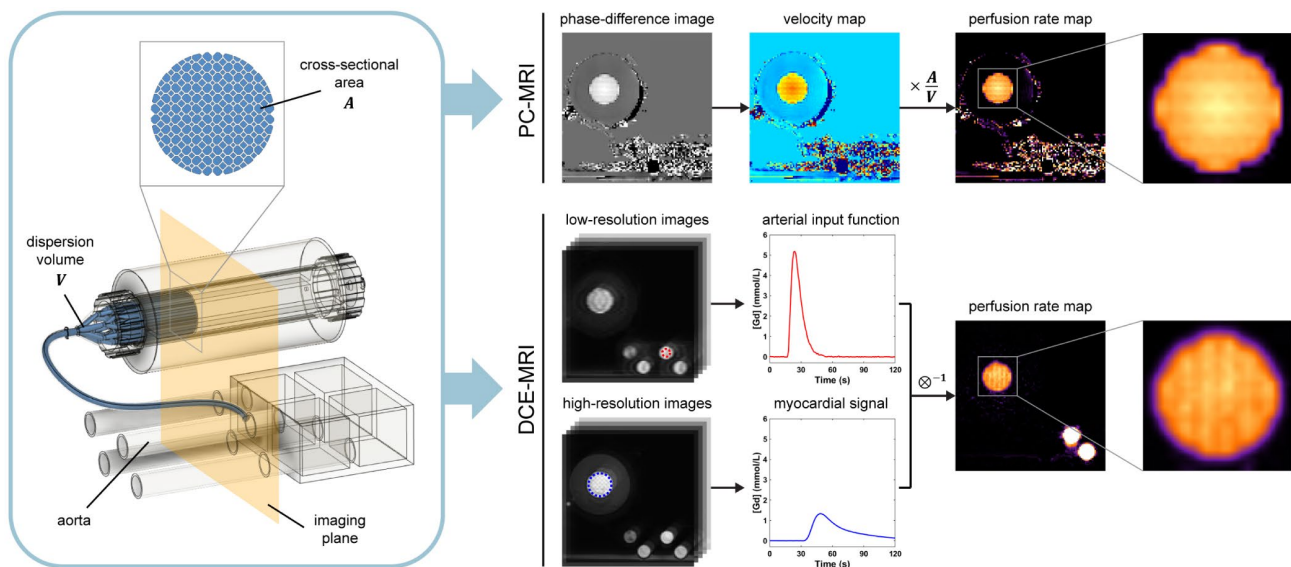 cross-sectional
area
A
dispersion
volume
V
aorta
imaging
plane
PC-MRI
phase-difference image
velocity map
× A/V
perfusion rate map
DCE-MRI
low-resolution images
arterial input function
[Gd] (mmol/L)
6
5
4
3
2
1
0
0 30 60 90 120
Time (s)
high-resolution images
myocardial signal
[Gd] (mmol/L)
6
5
4
3
2
1
0
0 30 60 90 120
Time (s)
⊗⁻¹
perfusion rate map